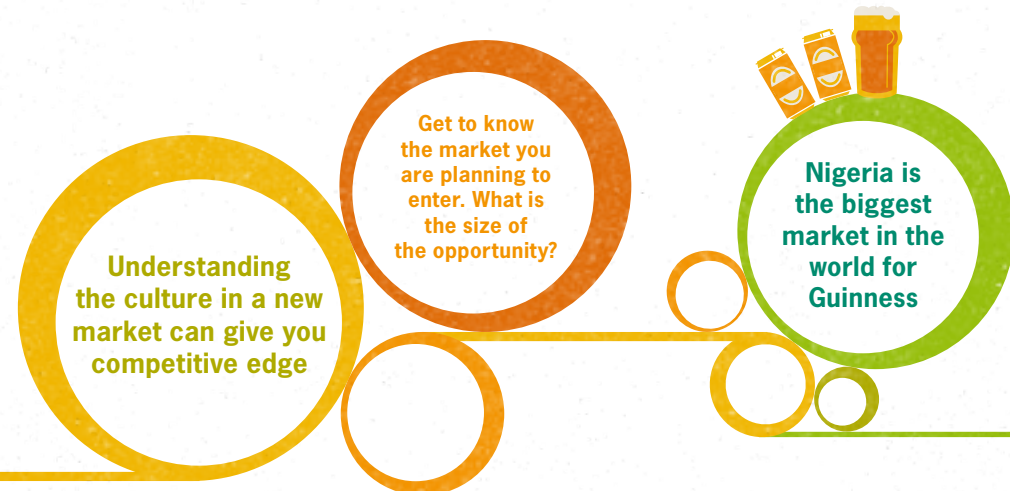 Understanding
the culture in a new
market can give you
competitive edge
Get to know
the market you
are planning to
enter. What is
the size of
the opportunity?
Nigeria is
the biggest
market in the
world for
Guinness